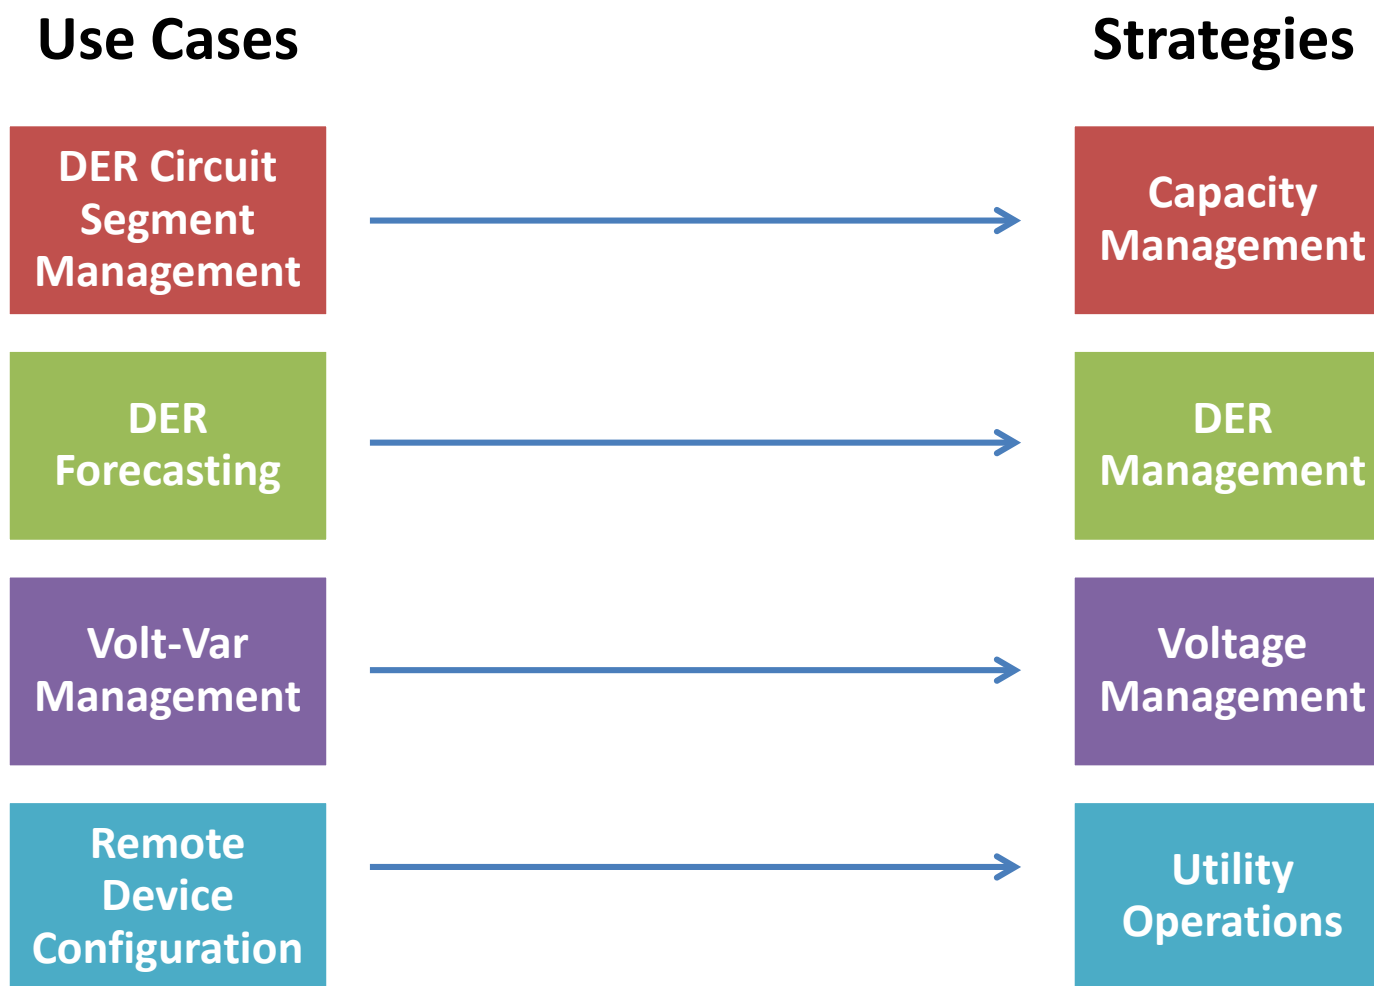 Use Cases
Strategies
DER Circuit
Segment
Management
Capacity
Management
DER
Forecasting
DER
Management
Volt-Var
Management
Voltage
Management
Remote
Device
Configuration
Utility
Operations